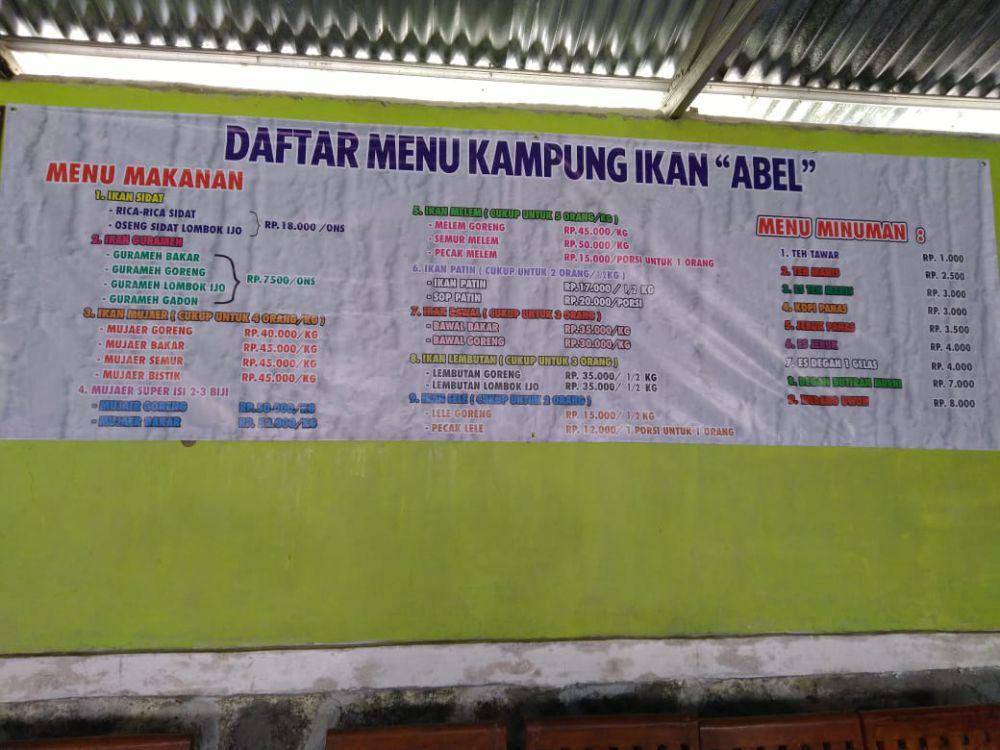 DAFTAR MENU KAMPUNG IKAN “ABEL”
MENU MAKANAN
1. IKAN SIDAT
- RICA-RICA SIDAT
- OSENG SIDAT LOMBOK IJO
RP.18.000 /ONS
2. IKAN GURAMEH
- GURAMEH BAKAR
- GURAMEH GORENG
- GURAMEH LOMBOK IJO
- GURAMEH GADON
RP.7500/ONS
3. IKAN MUJAER ( CUKUP UNTUK 4 ORANG/KG )
- MUJAER GORENG RP.40.000/KG
- MUJAER BAKAR RP.45.000/KG
- MUJAER SEMUR RP.45.000/KG
- MUJAER BISTIK RP.45.000/KG
4. MUJAER SUPER ISI 2-3 BIJI
- MUJAER GORENG RP.50.000/KG
- MUJAER BAKAR RP. 52.000/KG
5. IKAN MELEM ( CUKUP UNTUK 5 ORANG/KG )
- MELEM GORENG RP.45.000/KG
- SEMUR MELEM RP.50.000/KG
- PECAK MELEM RP.15.000/PORSI UNTUK 1 ORANG
6. IKAN PATIN ( CUKUP UNTUK 2 ORANG/1/2KG )
- IKAN PATIN RP.17.000/ 1/2 KG
- SOP PATIN RP.20.000/PORSI
7. IKAN BAWAL ( CUKUP UNTUK 3 ORANG/KG )
- BAWAL BAKAR RP.35.000/KG
- BAWAL GORENG RP.30.000/KG
8. IKAN LEMBUTAN ( CUKUP UNTUK 3 ORANG )
- LEMBUTAN GORENG RP. 35.000/ 1/2 KG
- LEMBUTAN LOMBOK IJO RP. 35.000/ 1/2 KG
9. IKAN LELE ( CUKUP UNTUK 2 ORANG )
- LELE GORENG RP. 15.000/ 1/2 KG
- PECAK LELE RP. 12.000/ 1 PORSI UNTUK 1 ORANG
MENU MINUMAN :
1. TEH TAWAR RP. 1.000
2. TEH MANIS RP. 2.500
3. ES TEH MANIS RP. 3.000
4. KOPI PANAS RP. 3.000
5. JERUK PANAS RP. 3.500
6. ES JERUK RP. 4.000
7. ES DEGAN 1 GELAS RP. 4.000
8. DEGAN BUTIRAN MURNI RP. 7.000
9. WEDANG UWUH RP. 8.000